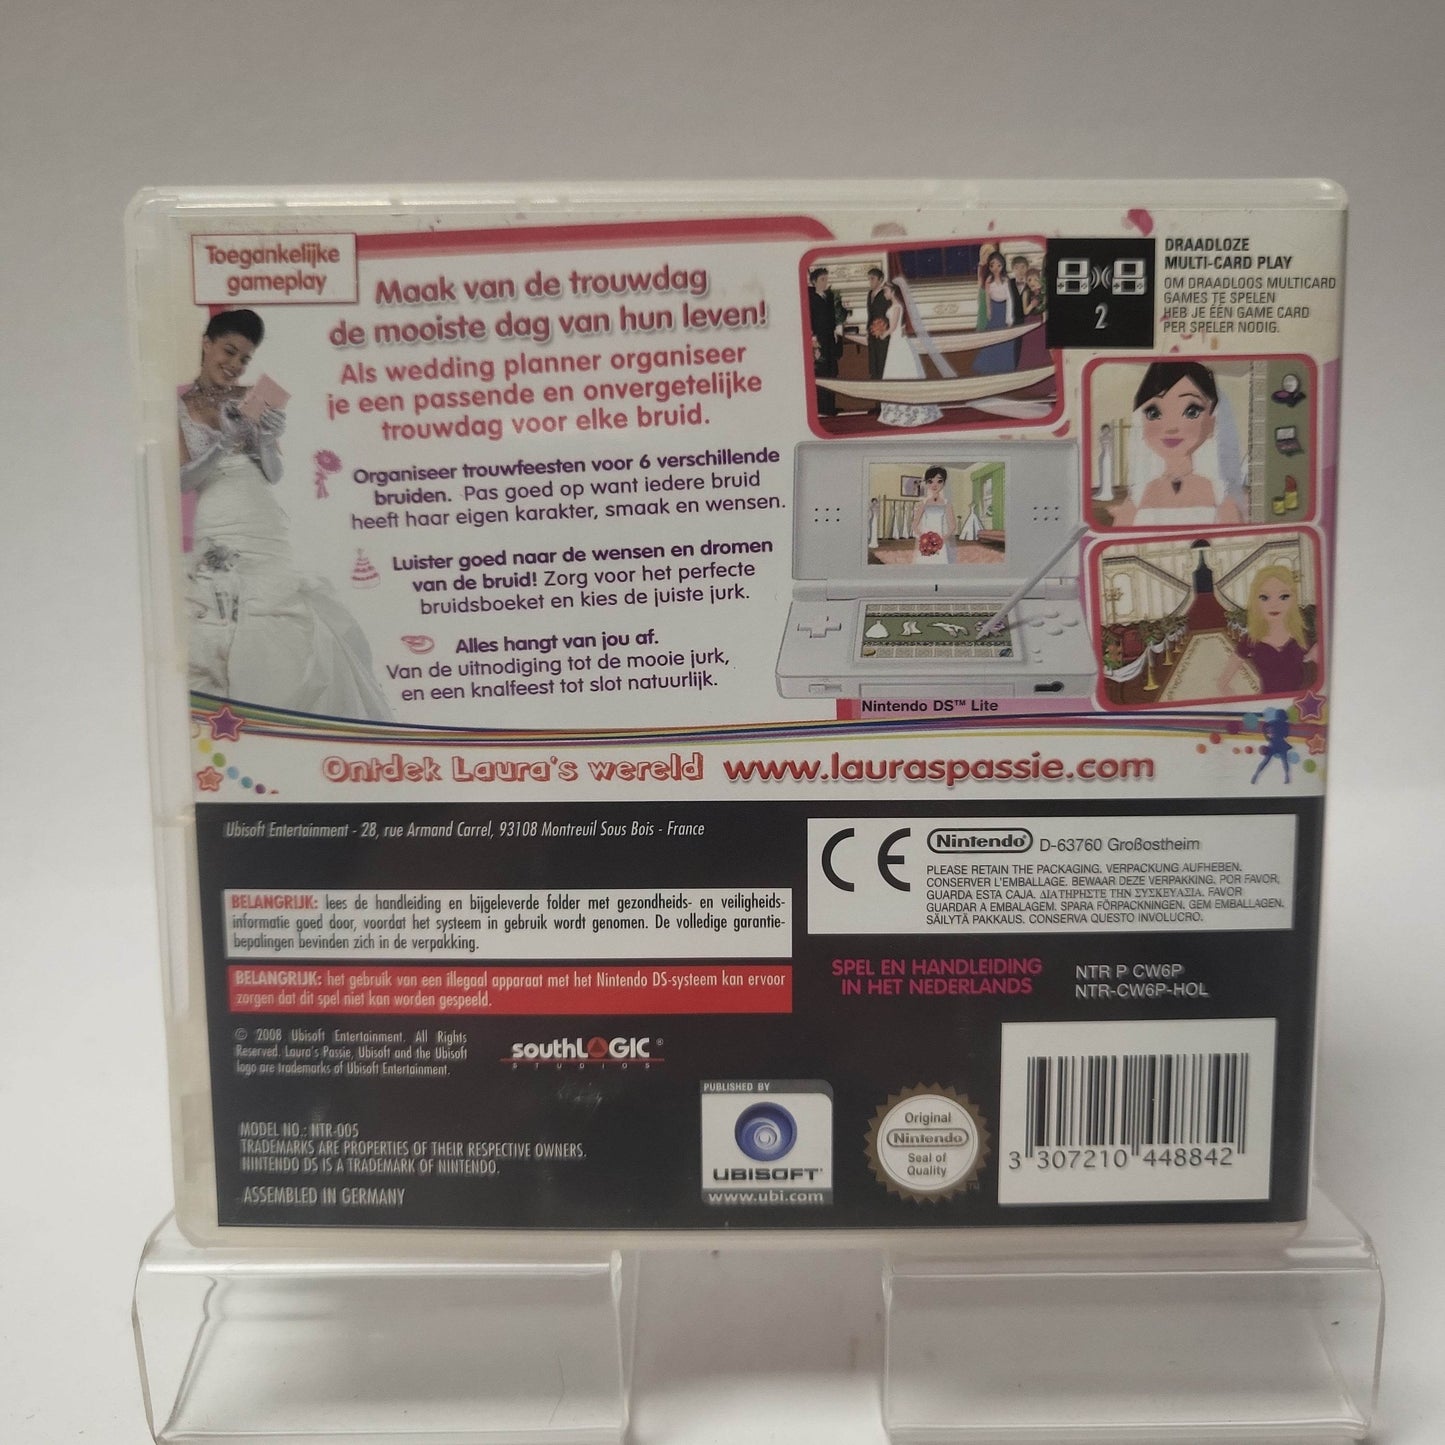 Toegankelijke
gameplay
Maak van de trouwdag
de mooiste dag van hun leven!
Als wedding planner organiseer
je een passende en onvergetelijke
trouwdag voor elke bruid.
Organiseer trouwfeesten voor 6 verschillende
bruiden. Pas goed op want iedere bruid
heeft haar eigen karakter, smaak en wensen.
Luister goed naar de wensen en dromen
van de bruid! Zorg voor het perfecte
bruidsboeket en kies de juiste jurk.
Alles hangt van jou af.
Van de uitnodiging tot de mooie jurk,
en een knalfeest tot slot natuurlijk.
2
DRAADLOZE
MULTI-CARD PLAY
OM DRAADLOOS MULTICARD
GAMES TE SPELEN
HEB JE ÉÉN GAME CARD
PER SPELER NODIG.
Nintendo DS™ Lite
Ontdek Laura's wereld www.lauraspassie.com
Ubisoft Entertainment - 28, rue Armand Carrel, 93108 Montreuil Sous Bois - France
BELANGRIJK: lees de handleiding en bijgeleverde folder met gezondheids- en veiligheids-
informatie goed door, voordat het systeem in gebruik wordt genomen. De volledige garantie-
bepalingen bevinden zich in de verpakking.
BELANGRIJK: het gebruik van een illegaal apparaat met het Nintendo DS-systeem kan ervoor
zorgen dat dit spel niet kan worden gespeeld.
© 2008 Ubisoft Entertainment. All Rights
Reserved. Laura's Passie, Ubisoft and the Ubisoft
logo are trademarks of Ubisoft Entertainment.
southLOGIC ®
STUDIOS
MODEL NO.: NTR-005
TRADEMARKS ARE PROPERTIES OF THEIR RESPECTIVE OWNERS.
NINTENDO DS IS A TRADEMARK OF NINTENDO.
ASSEMBLED IN GERMANY
CE
Nintendo D-63760 Großostheim
PLEASE RETAIN THE PACKAGING. VERPACKUNG AUFHEBEN.
CONSERVER L'EMBALLAGE. BEWAAR DEZE VERPAKKING. POR FAVOR,
GUARDA ESTA CAJA. ΔΙΑΤΗΡΗΣΤΕ ΤΗΝ ΣΥΣΚΕΥΑΣΙΑ. FAVOR
GUARDAR A EMBALAGEM. SPARA FÖRPACKNINGEN. GEM EMBALLAGEN.
SÄILYTÄ PAKKAUS. CONSERVA QUESTO INVOLUCRO.
SPEL EN HANDLEIDING
IN HET NEDERLANDS
NTR P CW6P
NTR-CW6P-HOL
PUBLISHED BY
UBISOFT
www.ubi.com
Original
Nintendo
Seal of
Quality
3 307210 448842